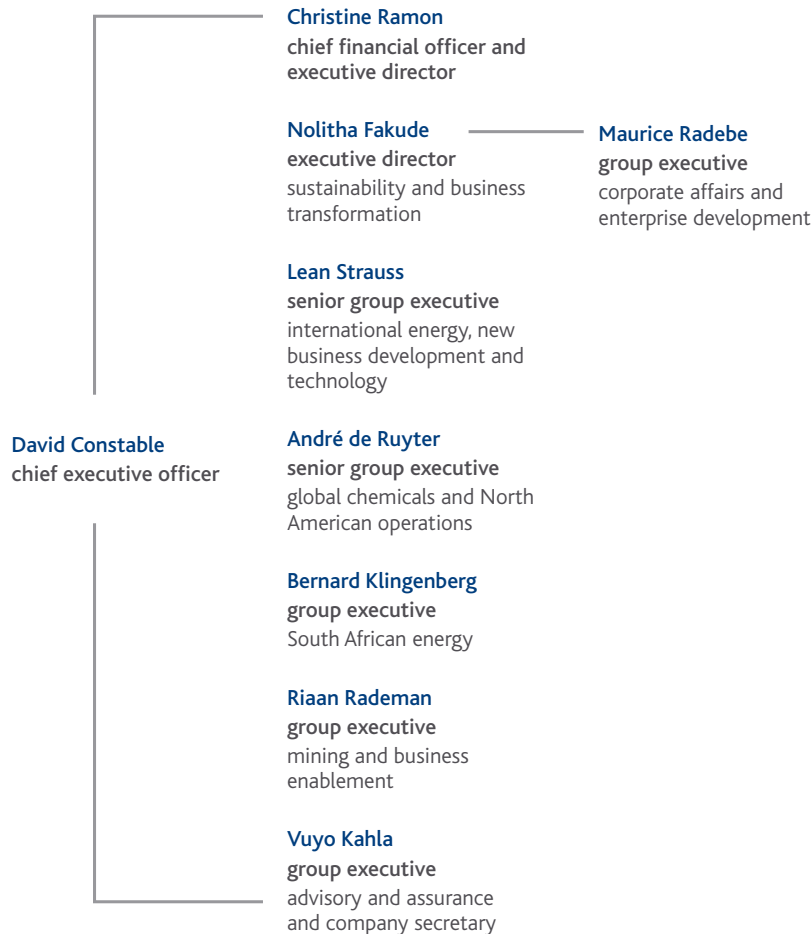 Christine Ramon
chief financial officer and
executive director
Nolitha Fakude
executive director
sustainability and business
transformation
Maurice Radebe
group executive
corporate affairs and
enterprise development
Lean Strauss
senior group executive
international energy, new
business development and
technology
David Constable
chief executive officer
André de Ruyter
senior group executive
global chemicals and North
American operations
Bernard Klingenberg
group executive
South African energy
Riaan Rademan
group executive
mining and business
enablement
Vuyo Kahla
group executive
advisory and assurance
and company secretary